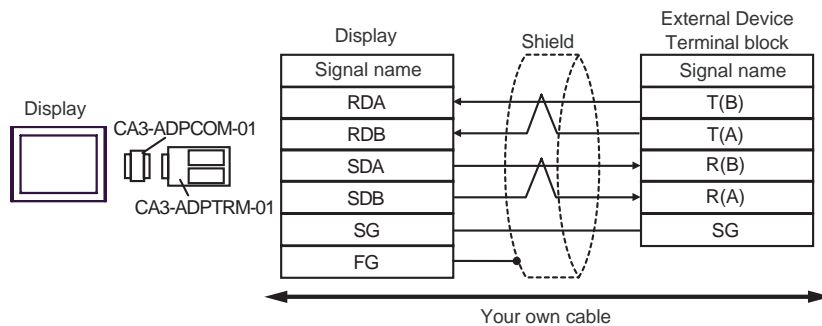 Display
CA3-ADPCOM-01
CA3-ADPTRM-01
Display
Shield
External Device
Terminal block
Signal name
Signal name
RDA
T(B)
RDB
T(A)
SDA
R(B)
SDB
R(A)
SG
SG
FG
Your own cable